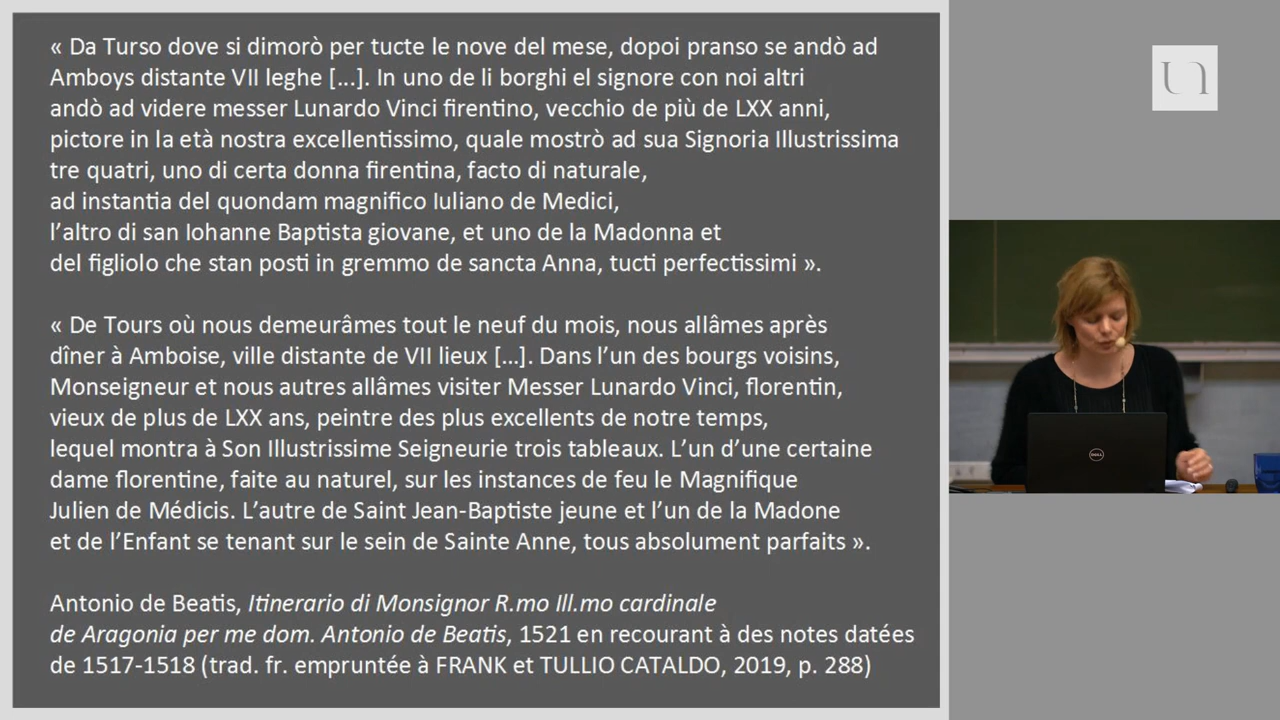 « Da Turso dove si dimorò per tucte le nove del mese, dopoi pranso se andò ad
Amboys distante VII leghe [...]. In uno de li borghi el signore con noi altri
andò ad videre messer Lunardo Vinci firentino, vecchio de più de LXX anni,
pictore in la età nostra excellentissimo, quale mostrò ad sua Signoria Illustrissima
tre quatri, uno di certa donna firentina, facto di naturale,
ad instantia del quondam magnifico Iuliano de Medici,
l’altro di san Iohanne Baptista giovane, et uno de la Madonna et
del figliolo che stan posti in gremmo de sancta Anna, tucti perfectissimi ».
« De Tours où nous demeurâmes tout le neuf du mois, nous allâmes après
dîner à Amboise, ville distante de VII lieux [...]. Dans l’un des bourgs voisins,
Monseigneur et nous autres allâmes visiter Messer Lunardo Vinci, florentin,
vieux de plus de LXX ans, peintre des plus excellents de notre temps,
lequel montra à Son Illustrissime Seigneurie trois tableaux. L’un d’une certaine
dame florentine, faite au naturel, sur les instances de feu le Magnifique
Julien de Médicis. L’autre de Saint Jean-Baptiste jeune et l’un de la Madone
et de l’Enfant se tenant sur le sein de Sainte Anne, tous absolument parfaits ».
Antonio de Beatis, Itinerario di Monsignor R.mo Ill.mo cardinale
de Aragonia per me dom. Antonio de Beatis, 1521 en recourant à des notes datées
de 1517-1518 (trad. fr. empruntée à FRANK et TULLIO CATALDO, 2019, p. 288)
DELL